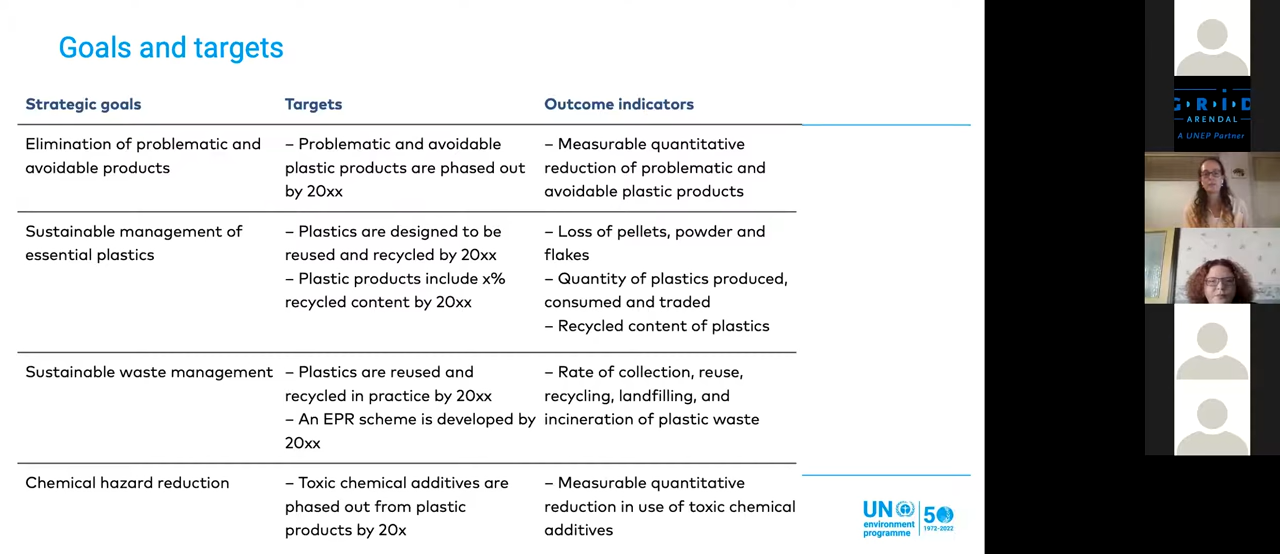 Goals and targets
Strategic goals
Targets
Outcome indicators
Elimination of problematic and
avoidable products
– Problematic and avoidable
plastic products are phased out
by 20xx
– Measurable quantitative
reduction of problematic and
avoidable plastic products
Sustainable management of
essential plastics
– Plastics are designed to be
reused and recycled by 20xx
– Plastic products include x%
recycled content by 20xx
– Loss of pellets, powder and
flakes
– Quantity of plastics produced,
consumed and traded
– Recycled content of plastics
Sustainable waste management
– Plastics are reused and
recycled in practice by 20xx
– An EPR scheme is developed by
20xx
– Rate of collection, reuse,
recycling, landfilling, and
incineration of plastic waste
Chemical hazard reduction
– Toxic chemical additives are
phased out from plastic
products by 20x
– Measurable quantitative
reduction in use of toxic chemical
additives
UN
environment
programme
50
1972-2022
GRID
ARENDAL
A UNEP Partner